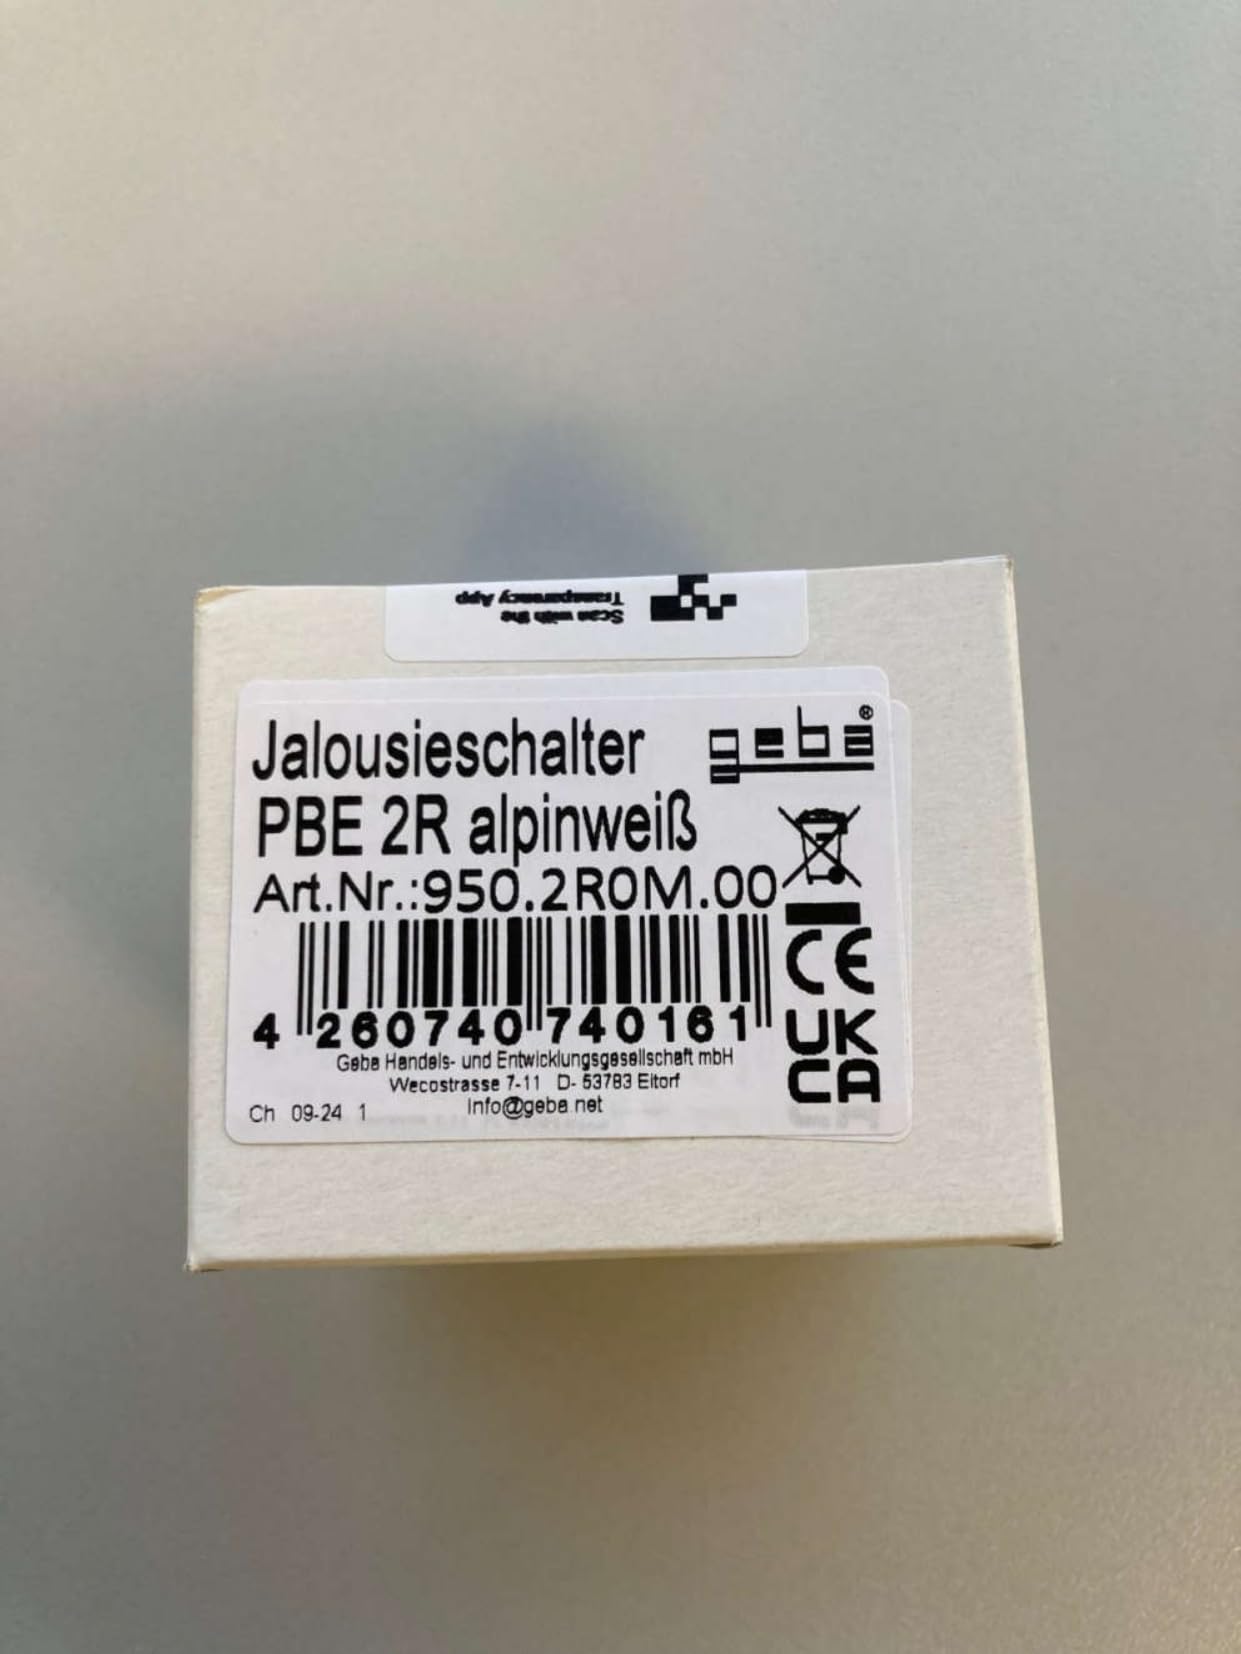 Scan with the
Transparency App
Jalousieschalter
geba®
PBE 2R alpinweiß
Art.Nr.:950.2R0M.00
CE
4 260740 740161
UK
CA
Geba Handels- und Entwicklungsgesellschaft mbH
Wecostrasse 7-11 D- 53783 Eitorf
Info@geba.net
Ch 09-24 1